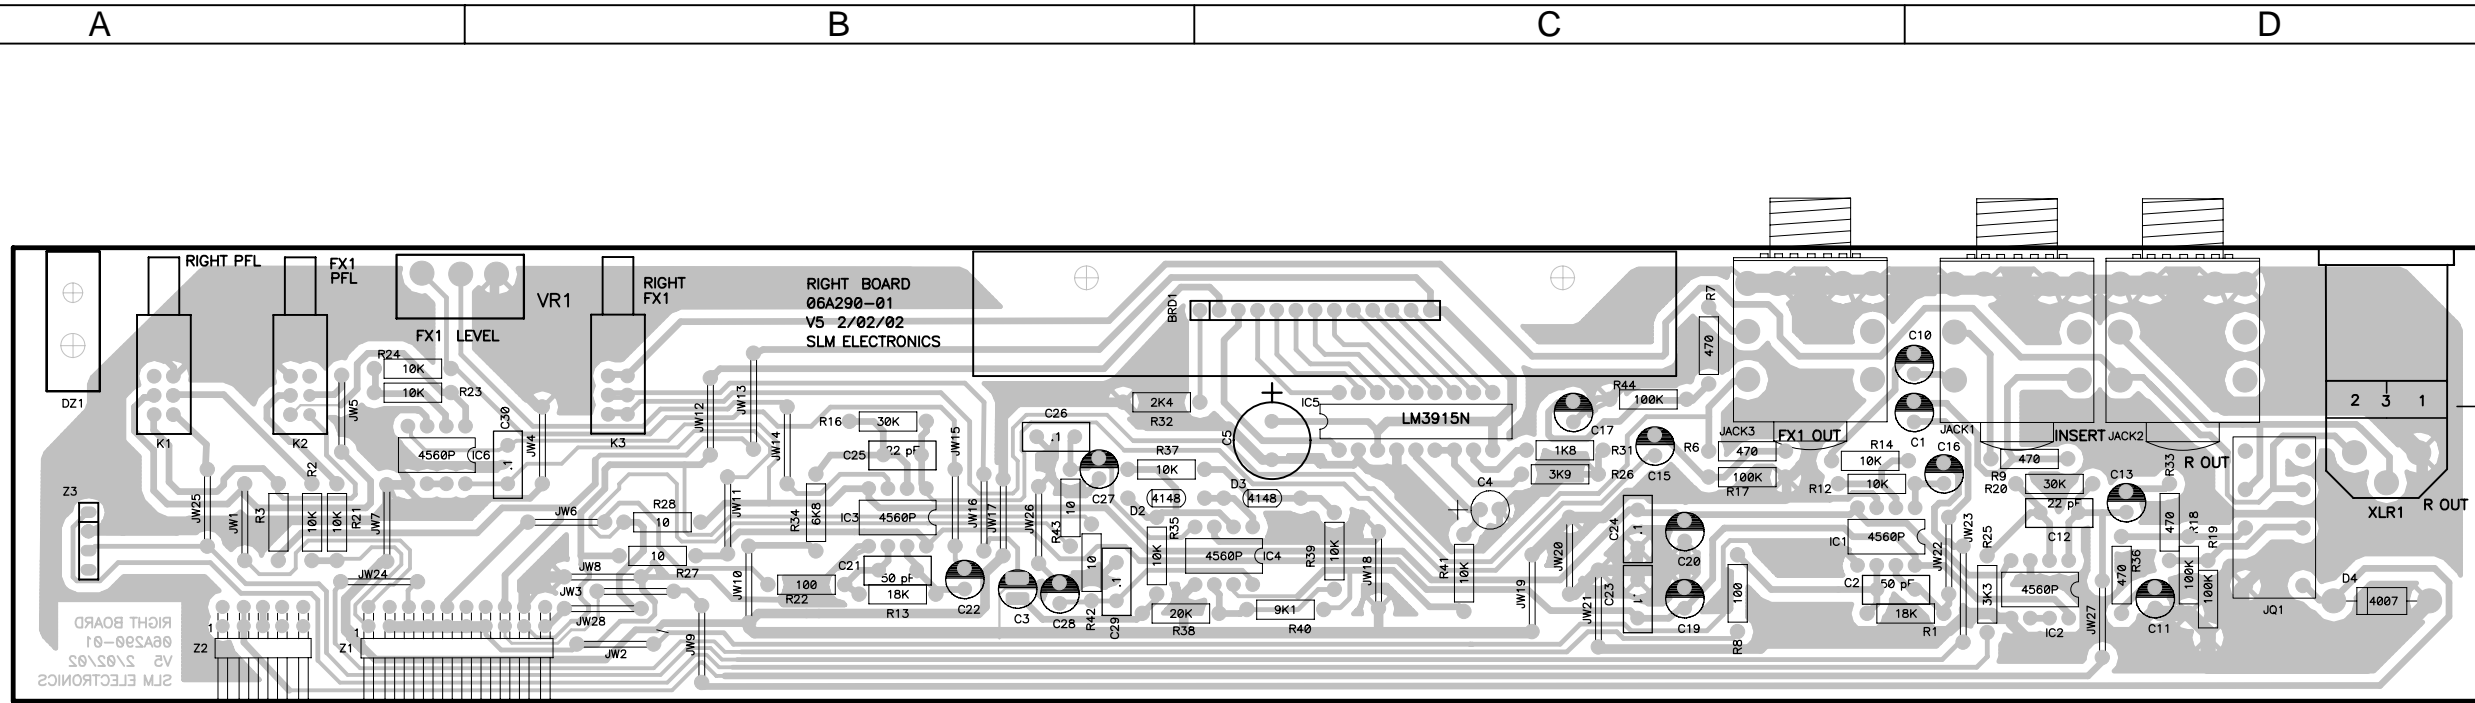 A
B
C
D
RIGHT PFL
FX1
PFL
VR1
FX1 LEVEL
RIGHT
FX1
RIGHT BOARD
06A290-01
V5 2/02/02
SLM ELECTRONICS
BRD1
R7
470
C10
DZ1
K1
K2
K3
R24
10K
10K
R23
JW5
C30
.1
4560P
IC6
JW4
JW12
JW13
JW14
R16
30K
C25
22 pF
JW15
C26
.1
C27
2K4
R32
R37
10K
C5
IC5
LM3915N
C17
R44
100K
1K8
R31
3K9
R26
C15
R6
JACK3
470
100K
R17
FX1 OUT
R14
10K
R12
10K
C1
C16
JACK1
INSERT
JACK2
R9
470
R20
30K
22 pF
C12
C13
R33
R OUT
2 3 1
XLR1
R OUT
Z3
JW25
JW1
R3
R2
10K
10K
R21
JW7
JW6
R28
10
10
R27
JW11
R34
6K8
IC3
4560P
JW16
JW17
JW26
R43
10
D2
4148
D3
4148
R35
10K
4560P
IC4
R39
10K
JW18
C4
R41
10K
JW20
C24
.1
C20
IC1
4560P
JW22
JW23
R25
3K3
4560P
IC2
JW27
470
R36
470
R18
100K
R19
100K
C11
JQ1
D4
4007
JW24
JW8
JW3
JW28
JW2
JW9
JW10
100
R22
C21
50 pF
18K
R13
C22
C3
C28
10
R42
.1
C29
20K
R38
9K1
R40
JW19
JW21
C23
.1
C19
100
R8
C2
50 pF
18K
R1
RIGHT BOARD
06A290-01
V5 2/02/02
SLM ELECTRONICS
1
Z2
1
Z1